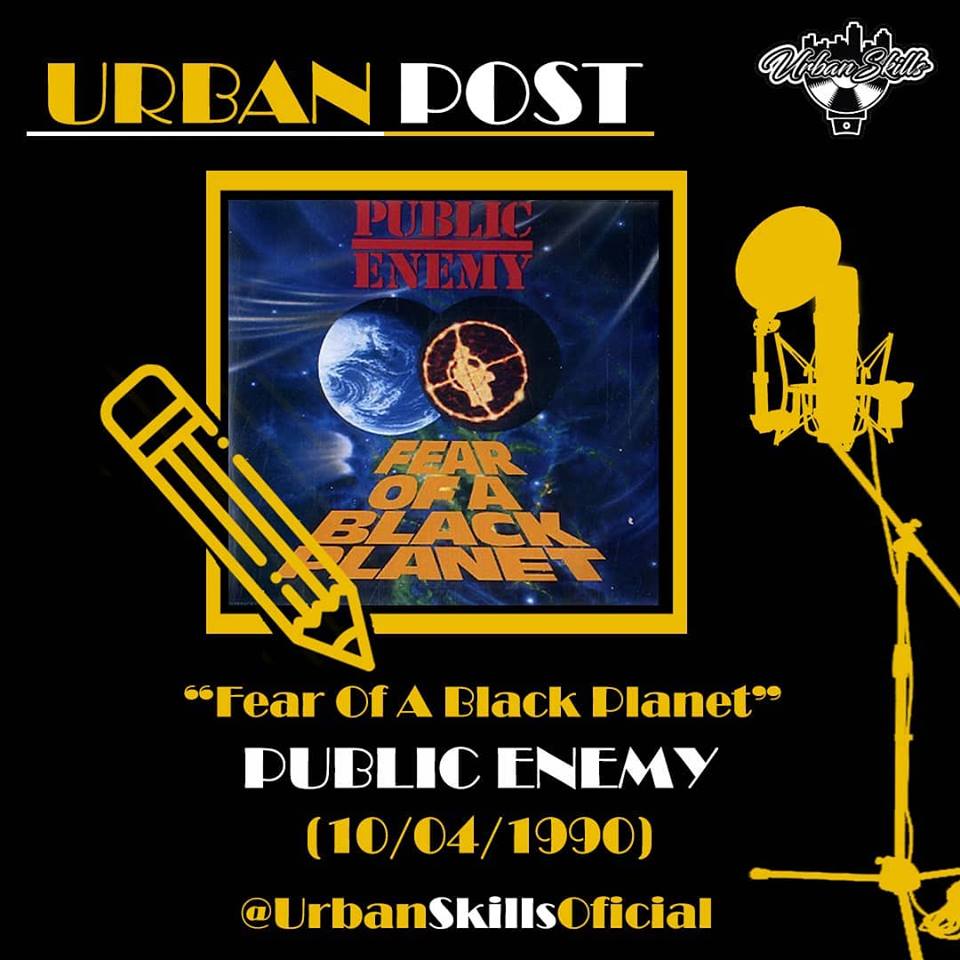 URBAN POST
Urban Skills
PUBLIC
ENEMY
FEAR
OF A
BLACK
PLANET
“Fear Of A Black Planet”
PUBLIC ENEMY
(10/04/1990)
@UrbanSkillsOficial